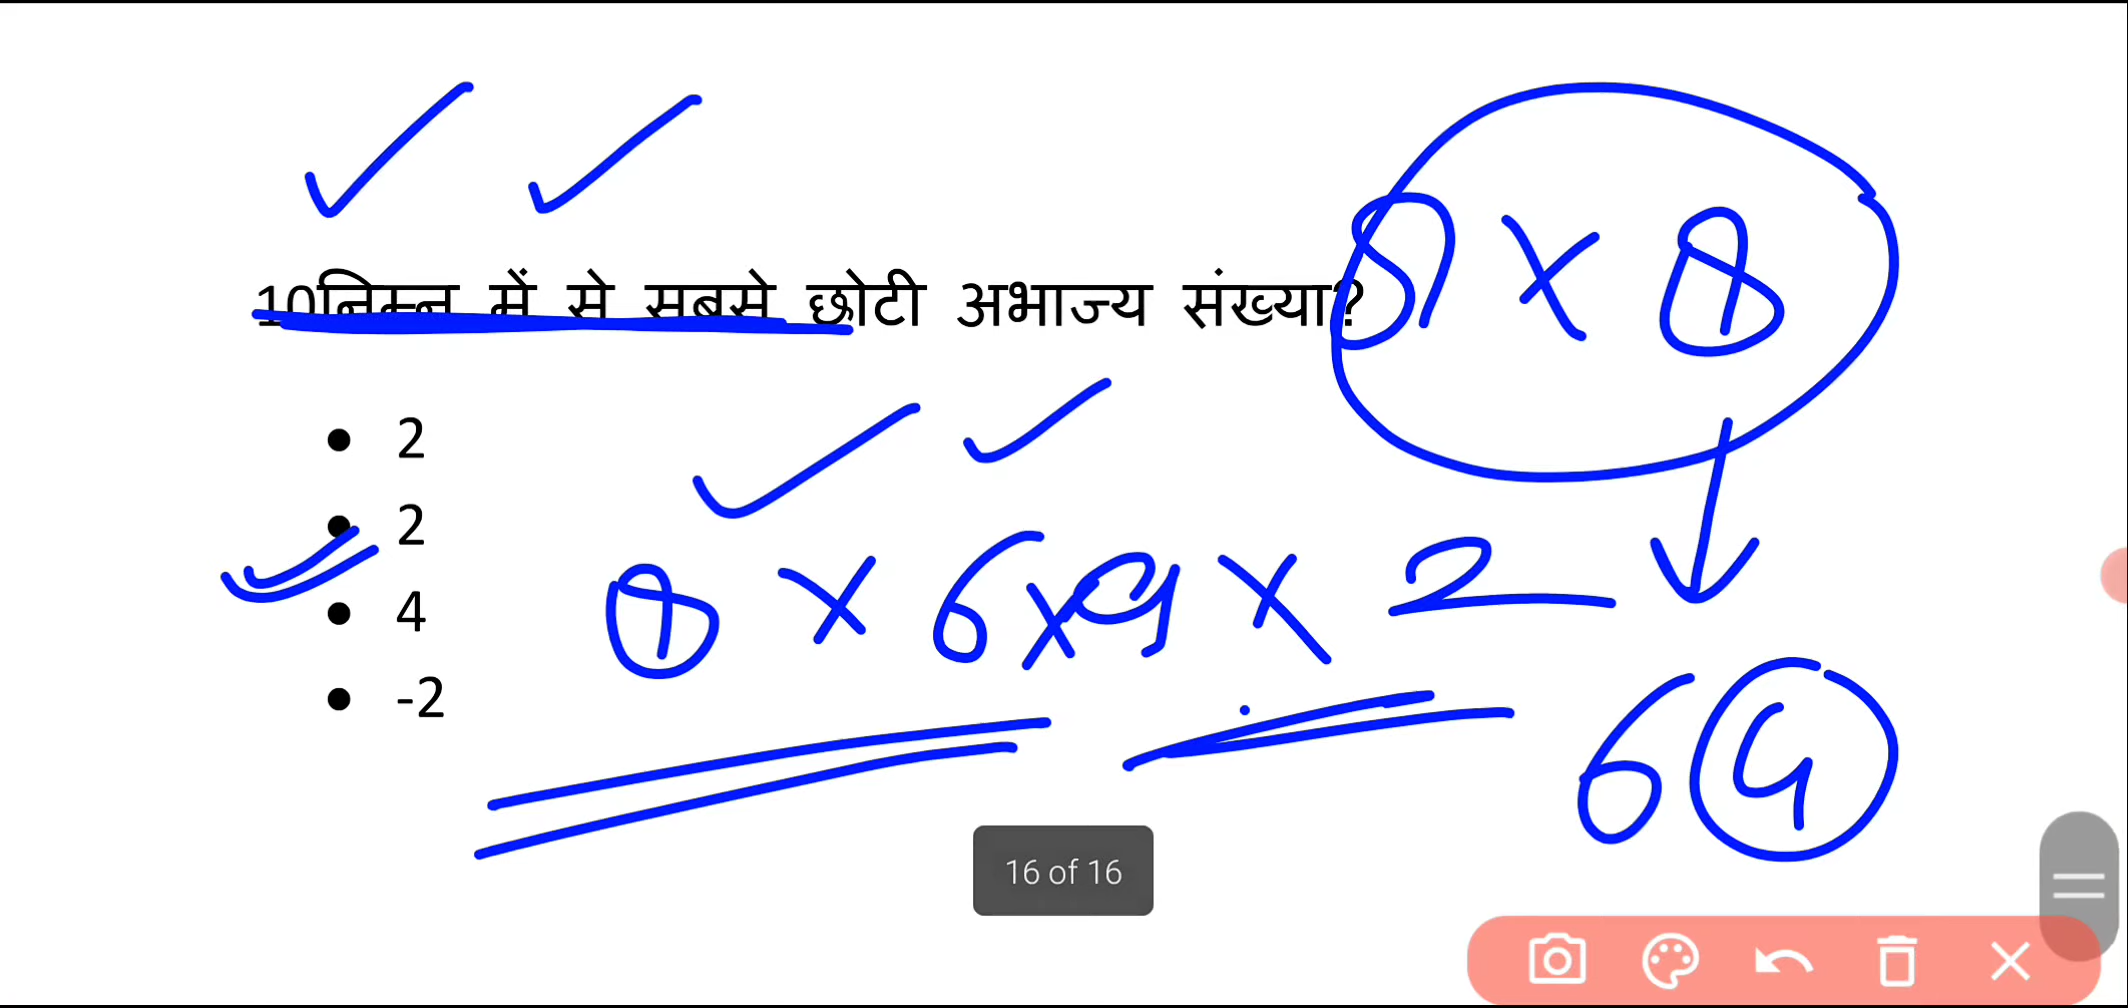 10निम्न में से सबसे छोटी अभाज्य संख्या?
8 × 8
2
2
4
-2
8 × 6 × 9 × 2
64
16 of 16